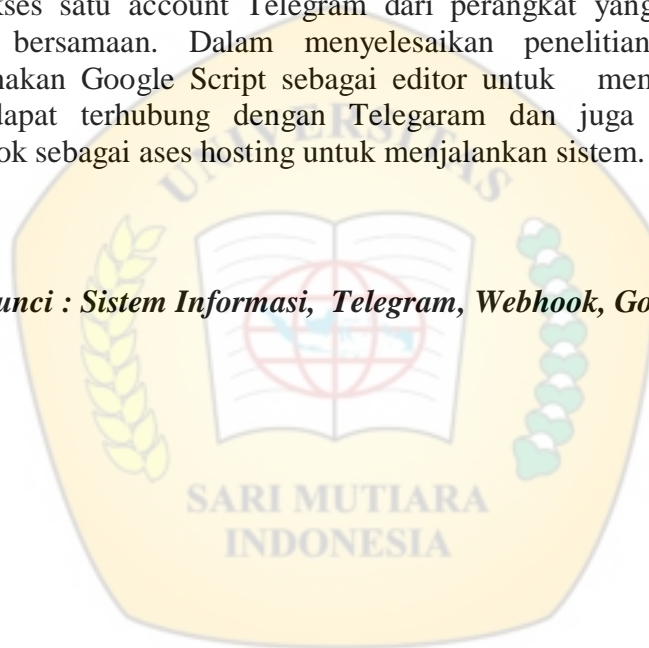 kses satu account Telegram dari perangkat yang
bersamaan. Dalam menyelesaikan penelitian
nakan Google Script sebagai editor untuk men
dapat terhubung dengan Telegaram dan juga
ok sebagai ases hosting untuk menjalankan sistem.
UNIVERSITAS
unci : Sistem Informasi, Telegram, Webhook, Go
SARI MUTIARA
INDONESIA